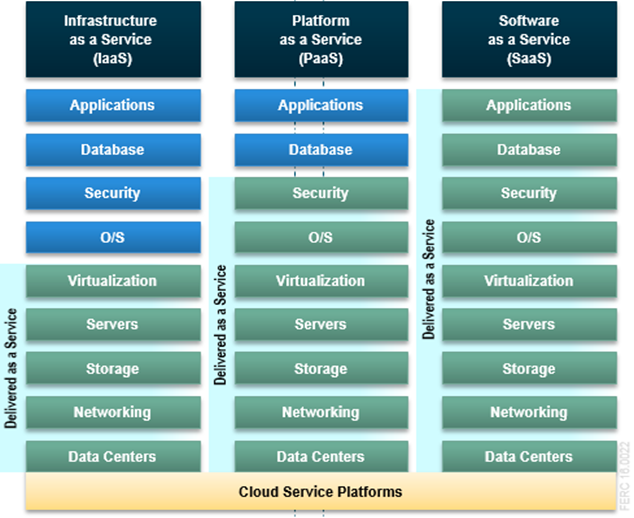 Infrastructure
as a Service
(IaaS)
Platform
as a Service
(PaaS)
Software
as a Service
(SaaS)
Applications
Database
Security
O/S
Virtualization
Servers
Storage
Networking
Data Centers
Delivered as a Service
Applications
Database
Security
O/S
Virtualization
Servers
Storage
Networking
Data Centers
Delivered as a Service
Applications
Database
Security
O/S
Virtualization
Servers
Storage
Networking
Data Centers
Delivered as a Service
Cloud Service Platforms
FERC 16.0022